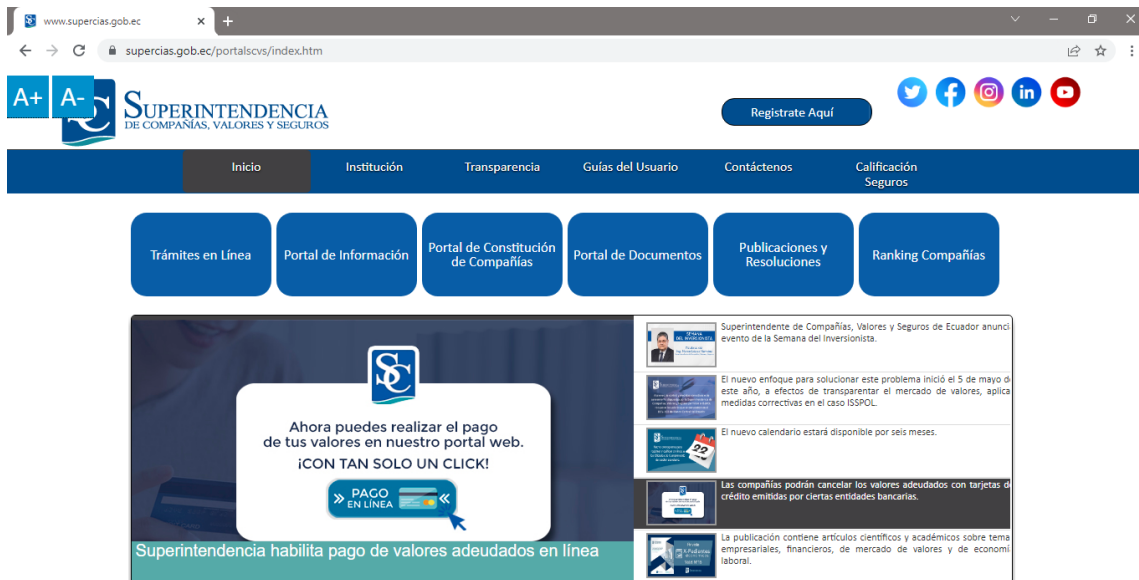 www.supercias.gob.ec
supercias.gob.ec/portalscvs/index.htm
A+ A-
SC
SUPERINTENDENCIA
DE COMPAÑÍAS, VALORES Y SEGUROS
Registrate Aquí
Inicio
Institución
Transparencia
Guías del Usuario
Contáctenos
Calificación
Seguros
Trámites en Línea
Portal de Información
Portal de Constitución
de Compañías
Portal de Documentos
Publicaciones y
Resoluciones
Ranking Compañías
SC
Ahora puedes realizar el pago
de tus valores en nuestro portal web.
¡CON TAN SOLO UN CLICK!
PAGO
EN LÍNEA
Superintendencia habilita pago de valores adeudados en línea
SEMANA
DEL INVERSIONISTA
Superintendente de Compañías, Valores y Seguros de Ecuador anunci
evento de la Semana del Inversionista.
El nuevo enfoque para solucionar este problema inició el 5 de mayo d
este año, a efectos de transparentar el mercado de valores, aplica
medidas correctivas en el caso ISSPOL.
22
El nuevo calendario estará disponible por seis meses.
Las compañías podrán cancelar los valores adeudados con tarjetas d
crédito emitidas por ciertas entidades bancarias.
La publicación contiene artículos científicos y académicos sobre tema
empresariales, financieros, de mercado de valores y de economí
laboral.